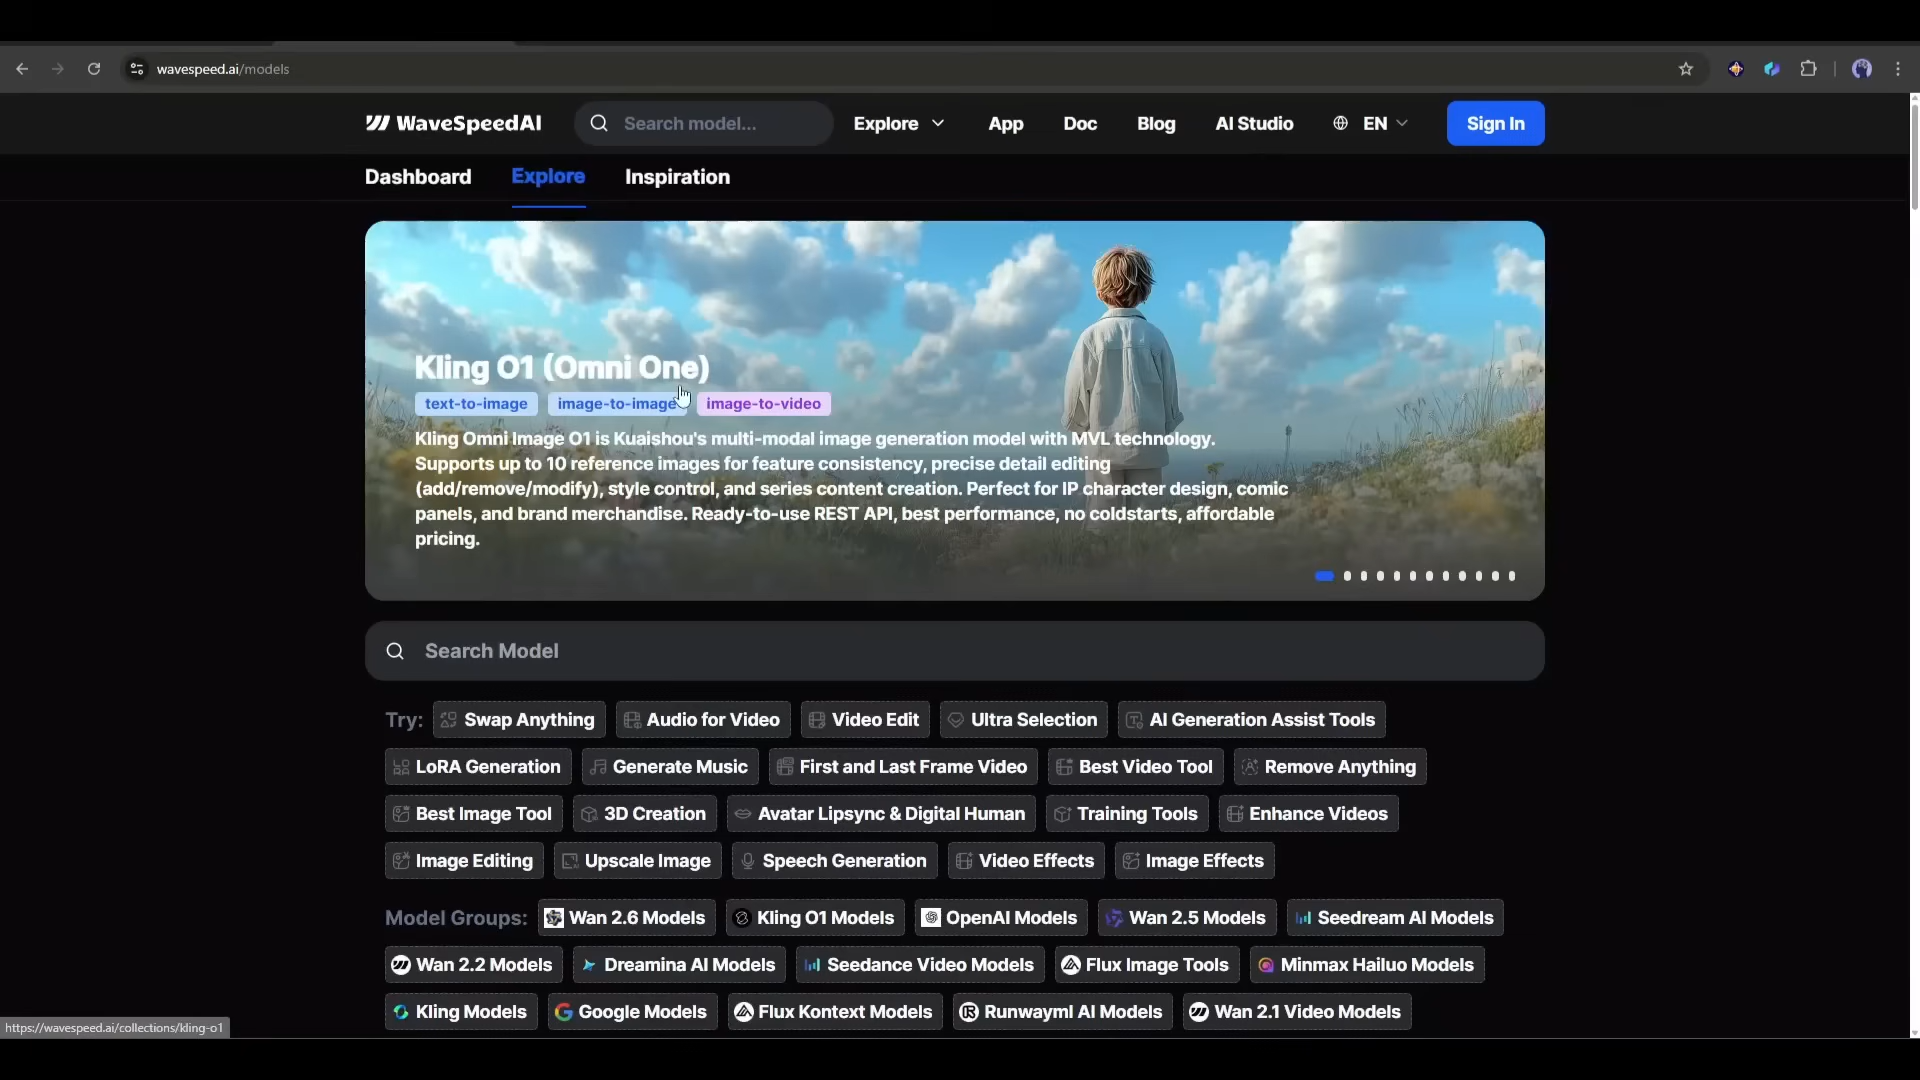 wavespeed.ai/models
WaveSpeedAI
Search model...
Explore
App
Doc
Blog
AI Studio
EN
Sign In
Dashboard
Explore
Inspiration
Kling O1 (Omni One)
text-to-image
image-to-image
image-to-video
Kling Omni Image O1 is Kuaishou's multi-modal image generation model with MVL technology.
Supports up to 10 reference images for feature consistency, precise detail editing
(add/remove/modify), style control, and series content creation. Perfect for IP character design, comic
panels, and brand merchandise. Ready-to-use REST API, best performance, no coldstarts, affordable
pricing.
Search Model
Try: Swap Anything Audio for Video Video Edit Ultra Selection AI Generation Assist Tools
LoRA Generation Generate Music First and Last Frame Video Best Video Tool Remove Anything
Best Image Tool 3D Creation Avatar Lipsync & Digital Human Training Tools Enhance Videos
Image Editing Upscale Image Speech Generation Video Effects Image Effects
Model Groups: Wan 2.6 Models Kling O1 Models OpenAI Models Wan 2.5 Models Seedream AI Models
Wan 2.2 Models Dreamina AI Models Seedance Video Models Flux Image Tools Minmax Hailuo Models
Kling Models Google Models Flux Kontext Models Runwayml AI Models Wan 2.1 Video Models
https://wavespeed.ai/collections/kling-o1